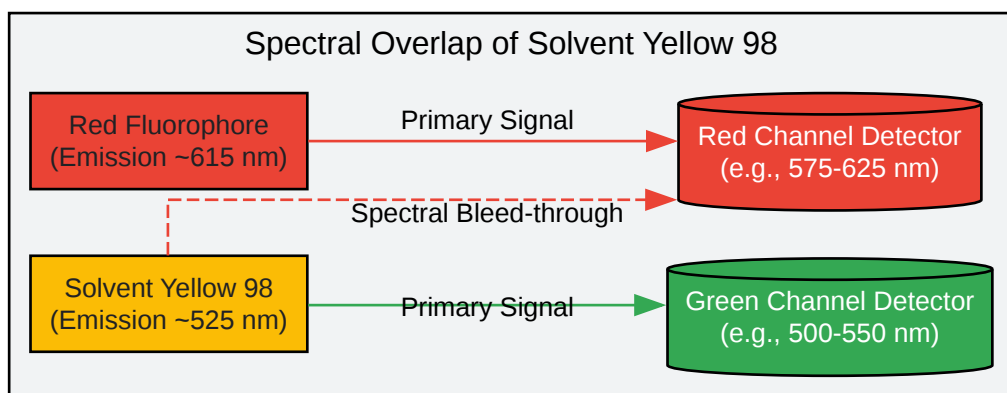 Spectral Overlap of Solvent Yellow 98
Red Fluorophore
(Emission ~615 nm)
Primary Signal
Red Channel Detector
(e.g., 575-625 nm)
Spectral Bleed-through
Solvent Yellow 98
(Emission ~525 nm)
Primary Signal
Green Channel Detector
(e.g., 500-550 nm)